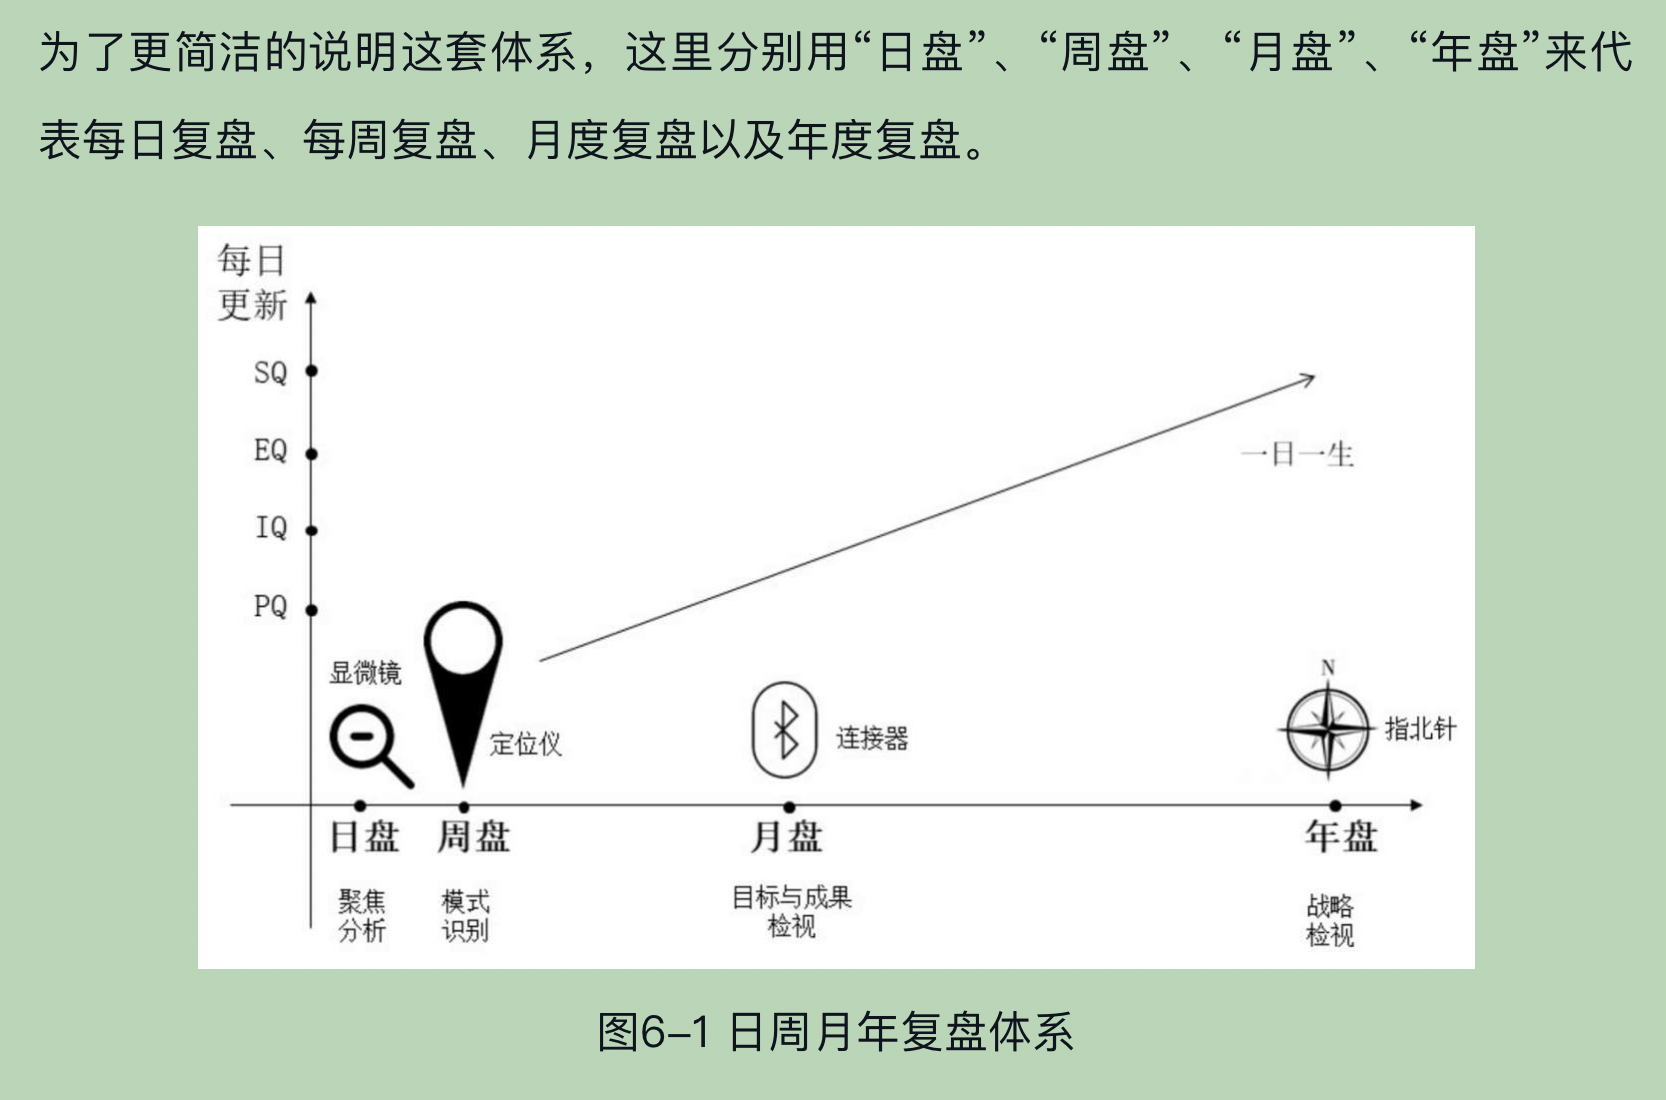 为了更简洁的说明这套体系，这里分别用“日盘”、“周盘”、“月盘”、“年盘”来代
表每日复盘、每周复盘、月度复盘以及年度复盘。
每日
更新
SQ
EQ
一日一生
IQ
PQ
显微镜
定位仪
连接器
N
指北针
日盘
周盘
月盘
年盘
聚焦
分析
模式
识别
目标与成果
检视
战略
检视
图6–1 日周月年复盘体系